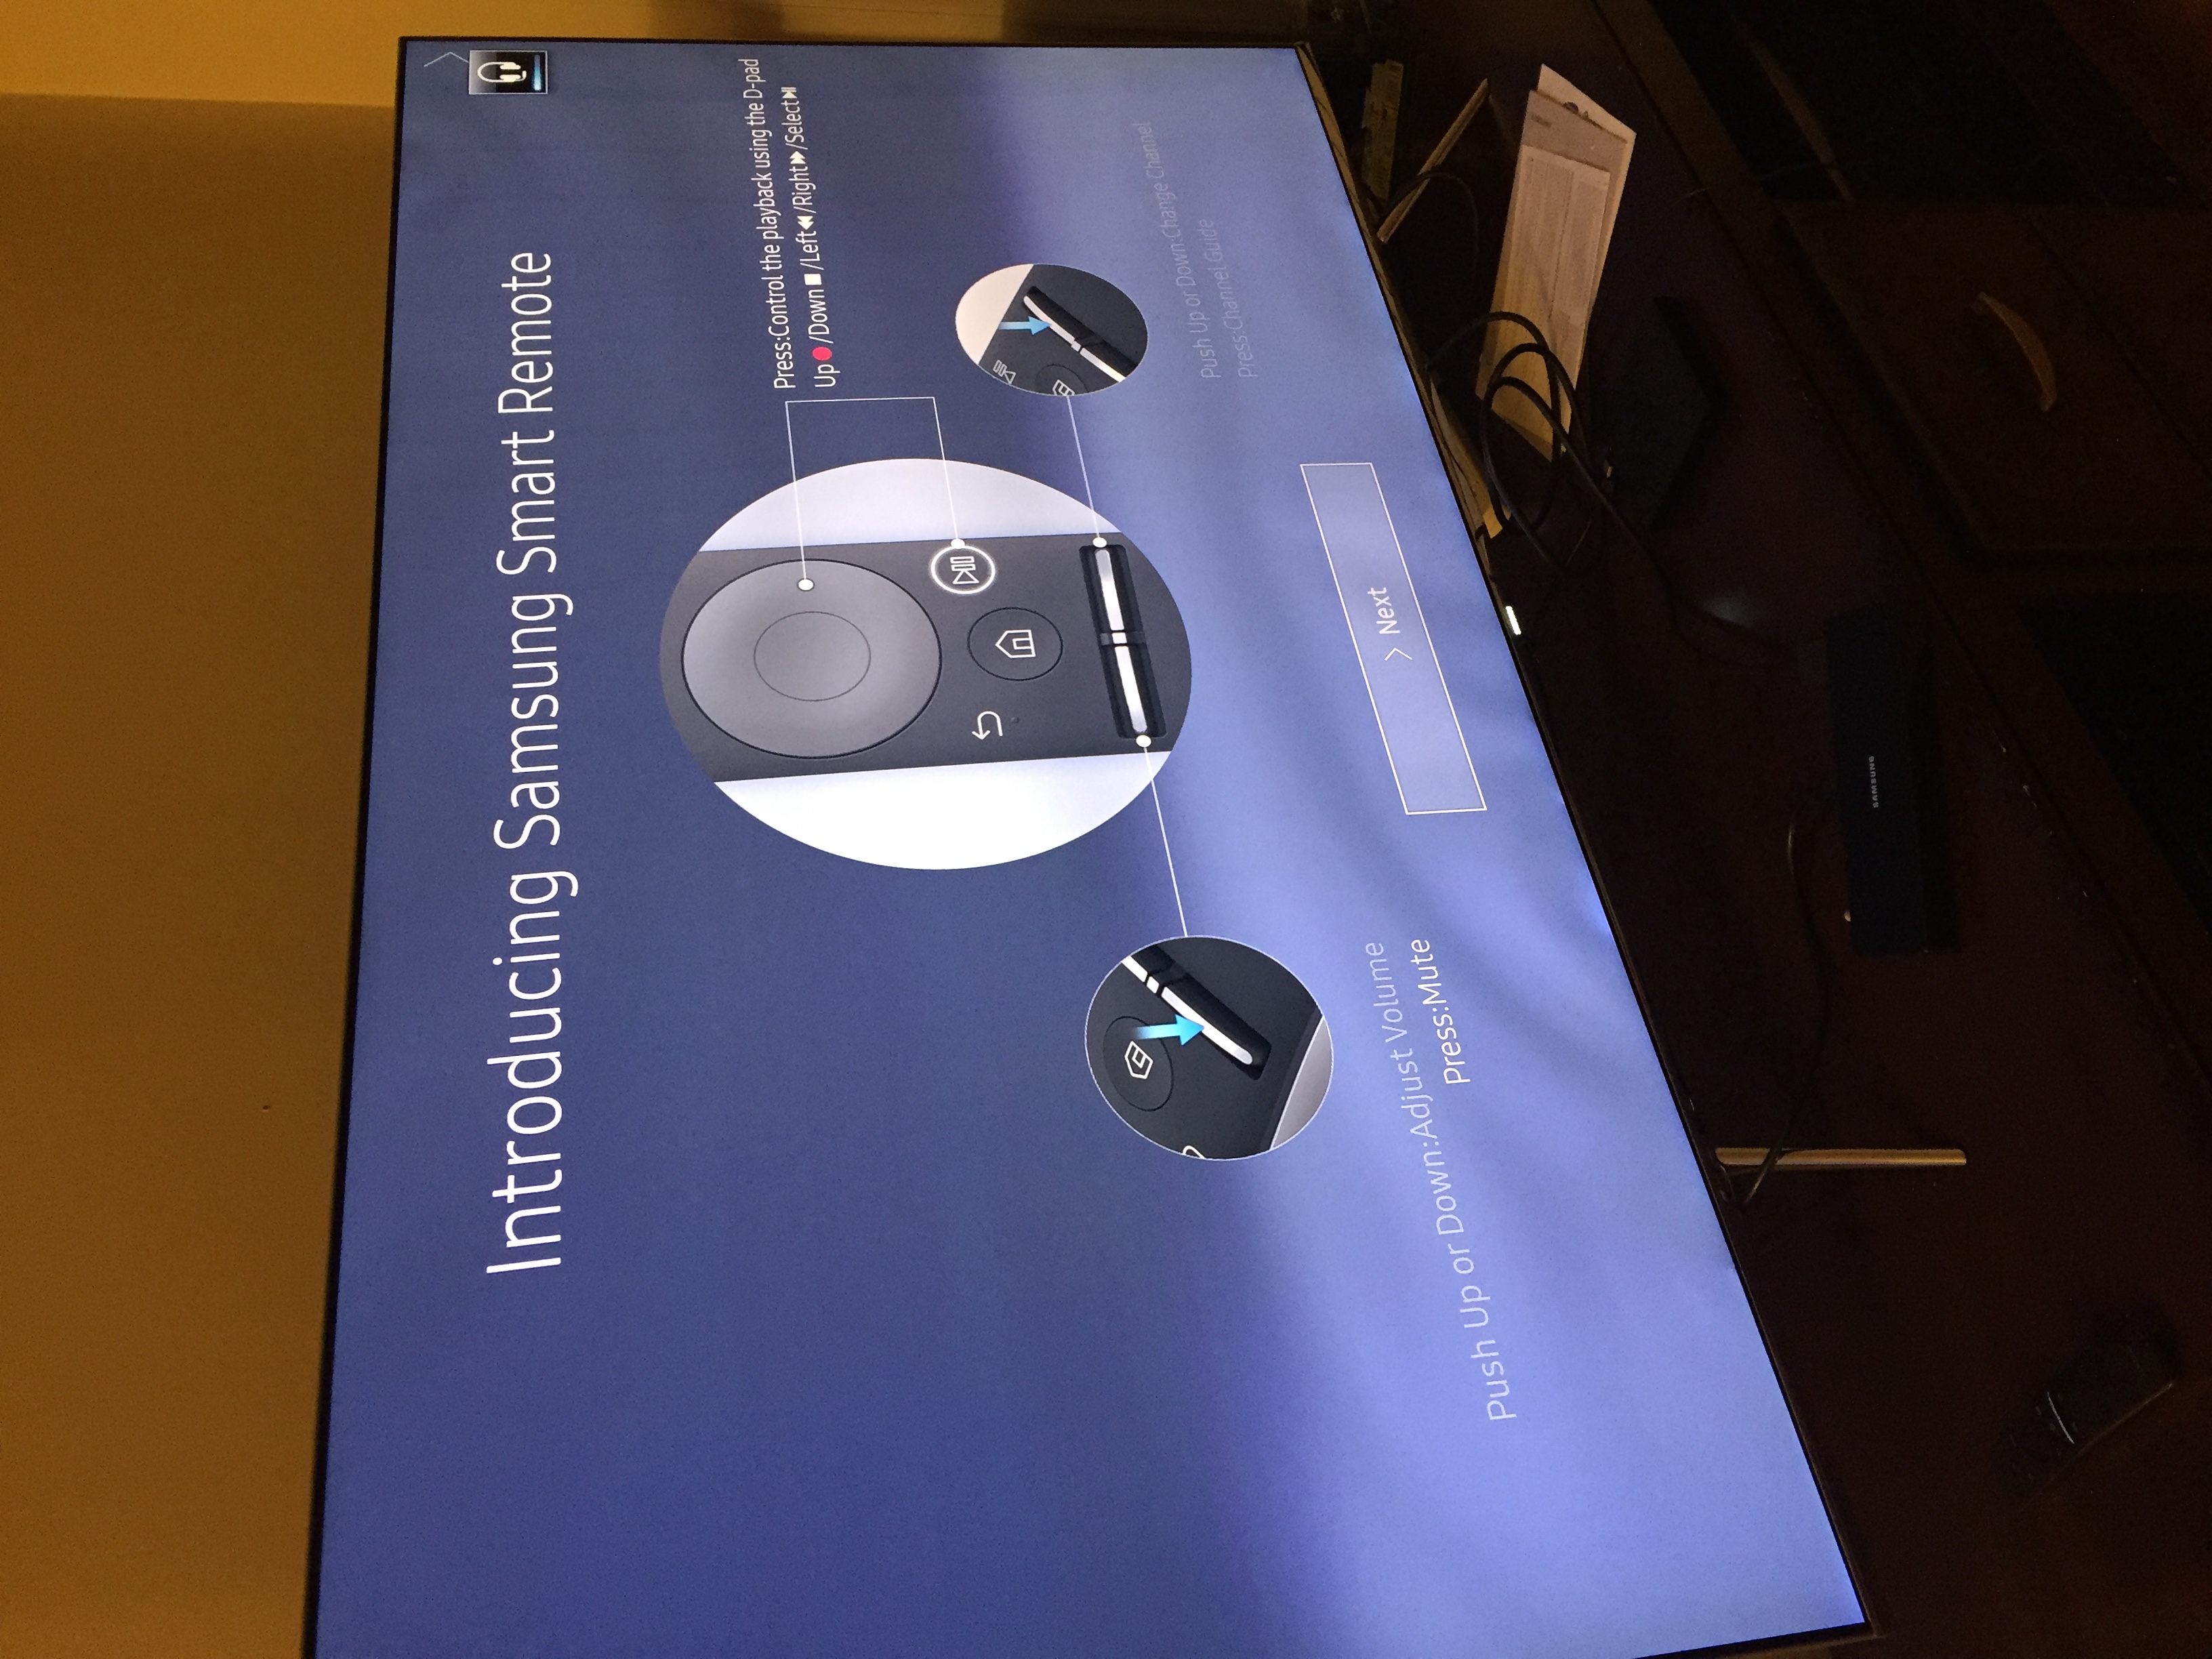 Introducing Samsung Smart Remote
Press:Control the playback using the D-pad
Up●/Down■/Left◀◀/Right▶▶/Select▶❙❙
Push Up or Down:Change Channel
Press:Channel Guide
Push Up or Down:Adjust Volume
Press:Mute
> Next
SAMSUNG